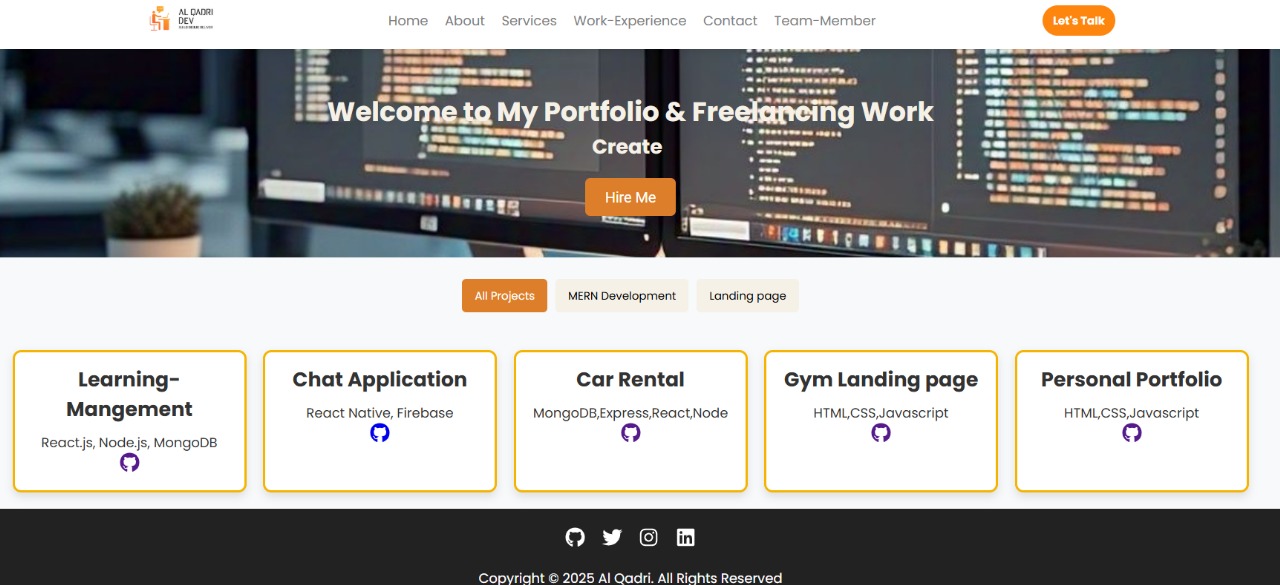 AL QADRI
DEV
Home About Services Work-Experience Contact Team-Member
Let's Talk
Welcome to My Portfolio & Freelancing Work
Create
Hire Me
All Projects MERN Development Landing page
Learning-
Mangement
React.js, Node.js, MongoDB
Chat Application
React Native, Firebase
Car Rental
MongoDB,Express,React,Node
Gym Landing page
HTML,CSS,Javascript
Personal Portfolio
HTML,CSS,Javascript
in
Copyright © 2025 Al Qadri. All Rights Reserved